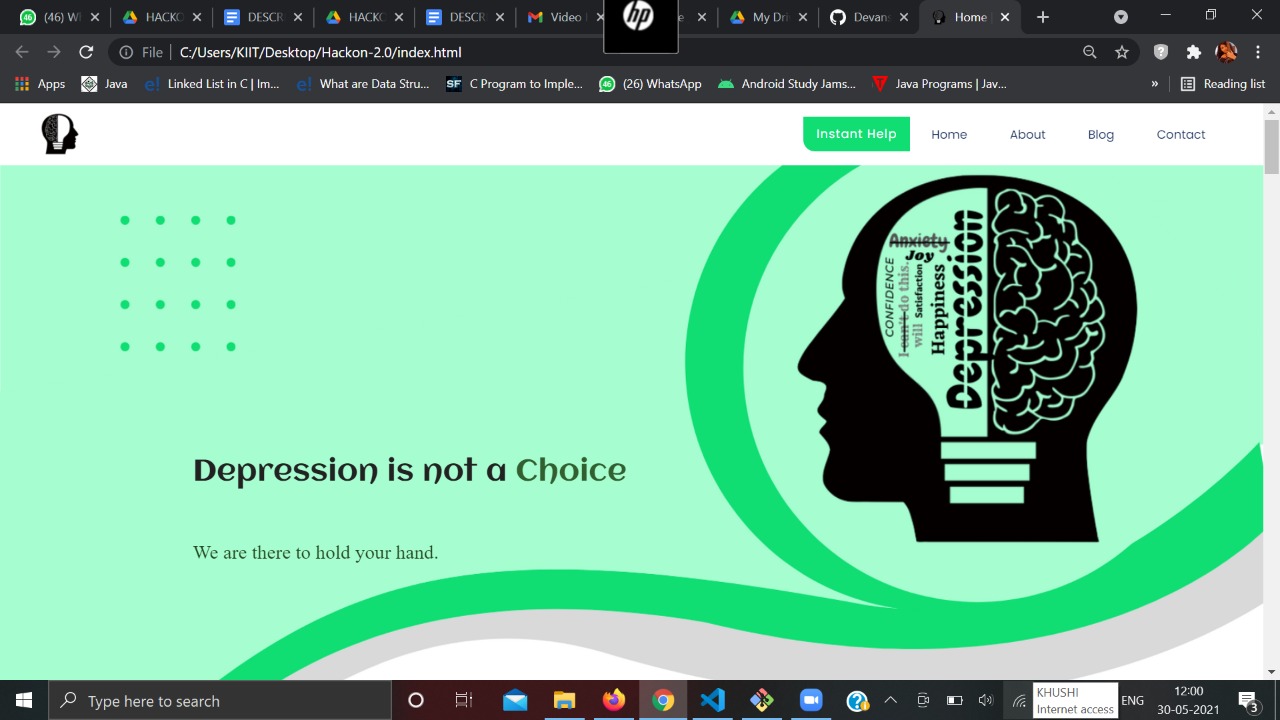 (46) W
HACKO
DESCR
HACKO
DESCR
Video
hp
e
My Dri
Devans
Home |
File
C:/Users/KIIT/Desktop/Hackon-2.0/index.html
Apps
Java
Linked List in C | Im...
What are Data Stru...
SF
C Program to Imple...
46
(26) WhatsApp
Android Study Jams...
Java Programs | Jav...
»
Reading list
Instant Help
Home
About
Blog
Contact
Anxiety
Joy
CONFIDENCE
I can't do this.
will
Satisfaction
Happiness
Depression
Depression is not a Choice
We are there to hold your hand.
Type here to search
KHUSHI
Internet access
ENG
12:00
30-05-2021
3